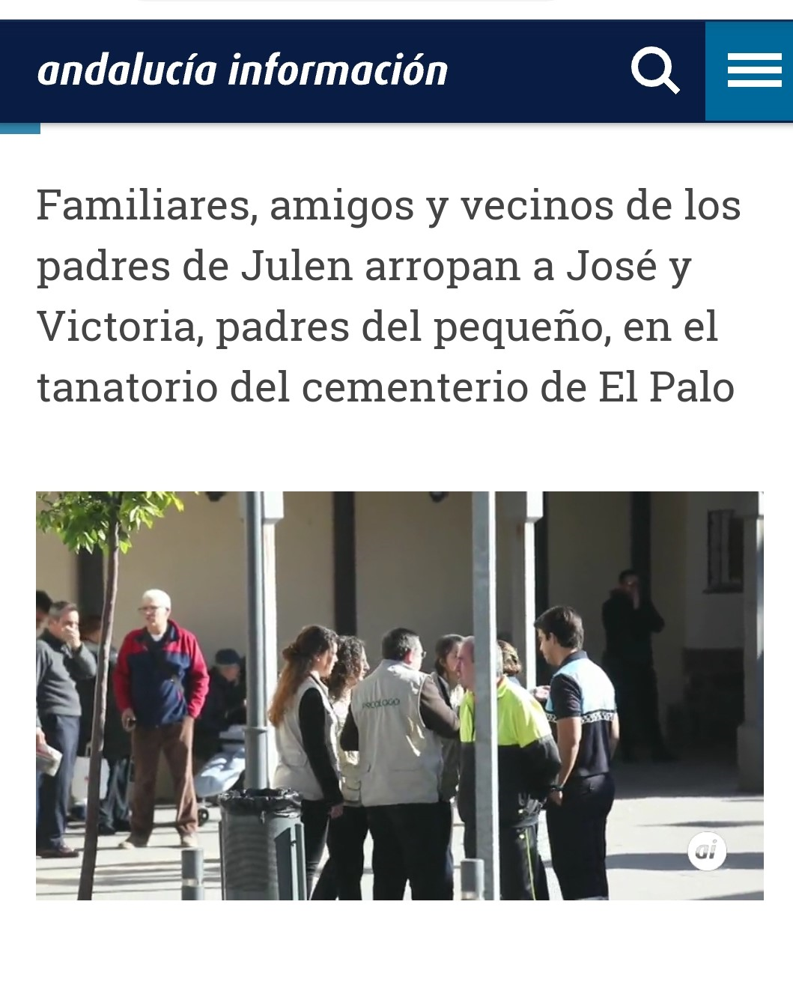 andalucía información
Familiares, amigos y vecinos de los
padres de Julen arropan a José y
Victoria, padres del pequeño, en el
tanatorio del cementerio de El Palo
PSICÓLOGO
ai